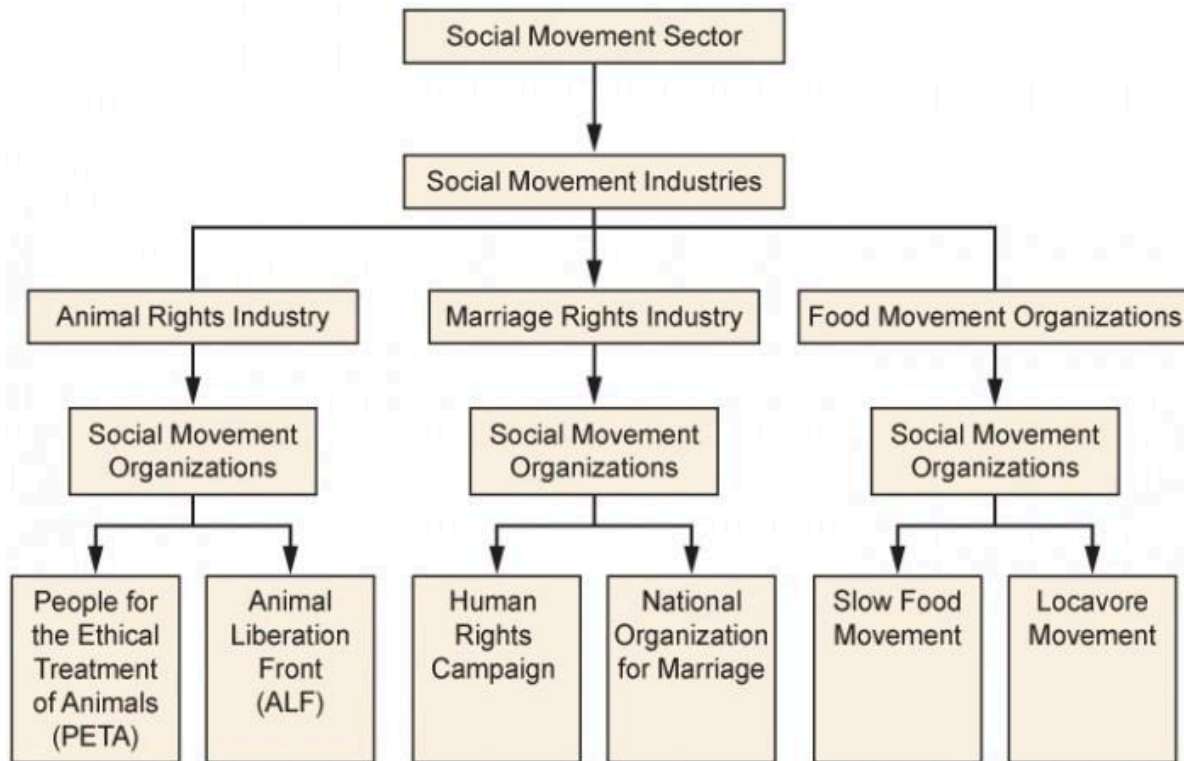 Social Movement Sector
Social Movement Industries
Animal Rights Industry
Marriage Rights Industry
Food Movement Organizations
Social Movement
Organizations
Social Movement
Organizations
Social Movement
Organizations
People for
the Ethical
Treatment
of Animals
(PETA)
Animal
Liberation
Front
(ALF)
Human
Rights
Campaign
National
Organization
for Marriage
Slow Food
Movement
Locavore
Movement